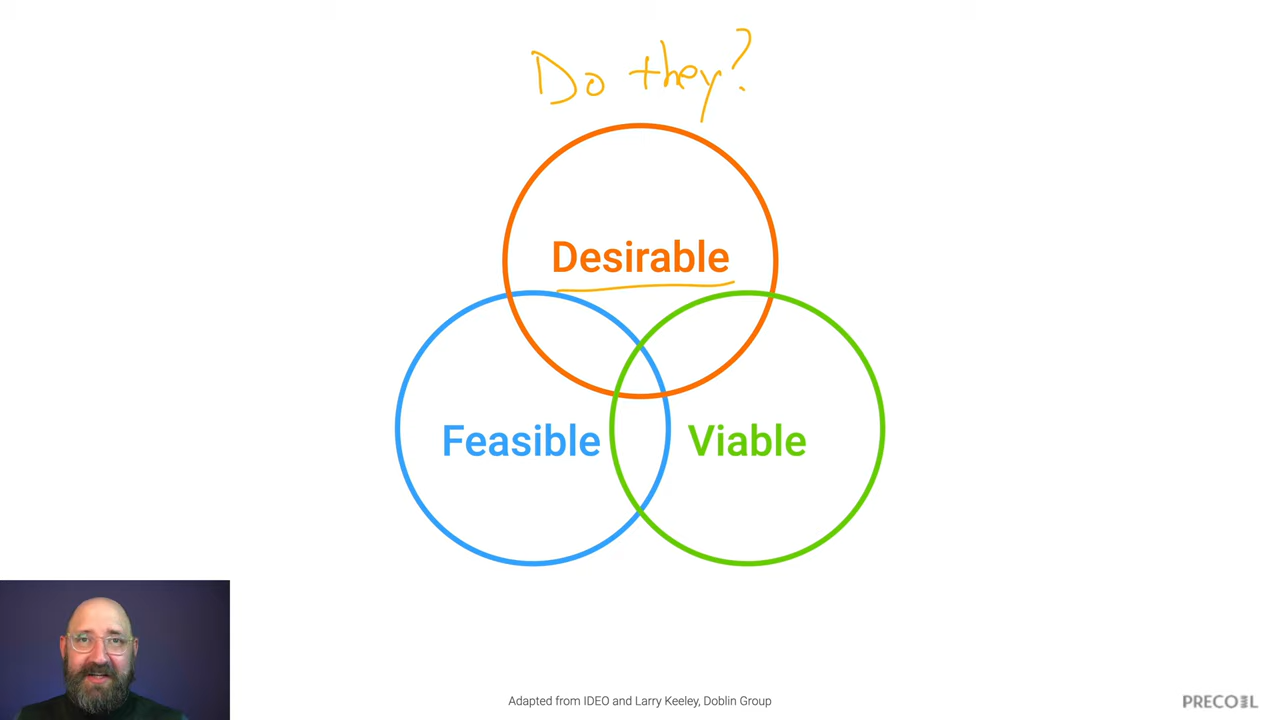 Do they?
Desirable
Feasible
Viable
Adapted from IDEO and Larry Keeley, Doblin Group
PRECOIL